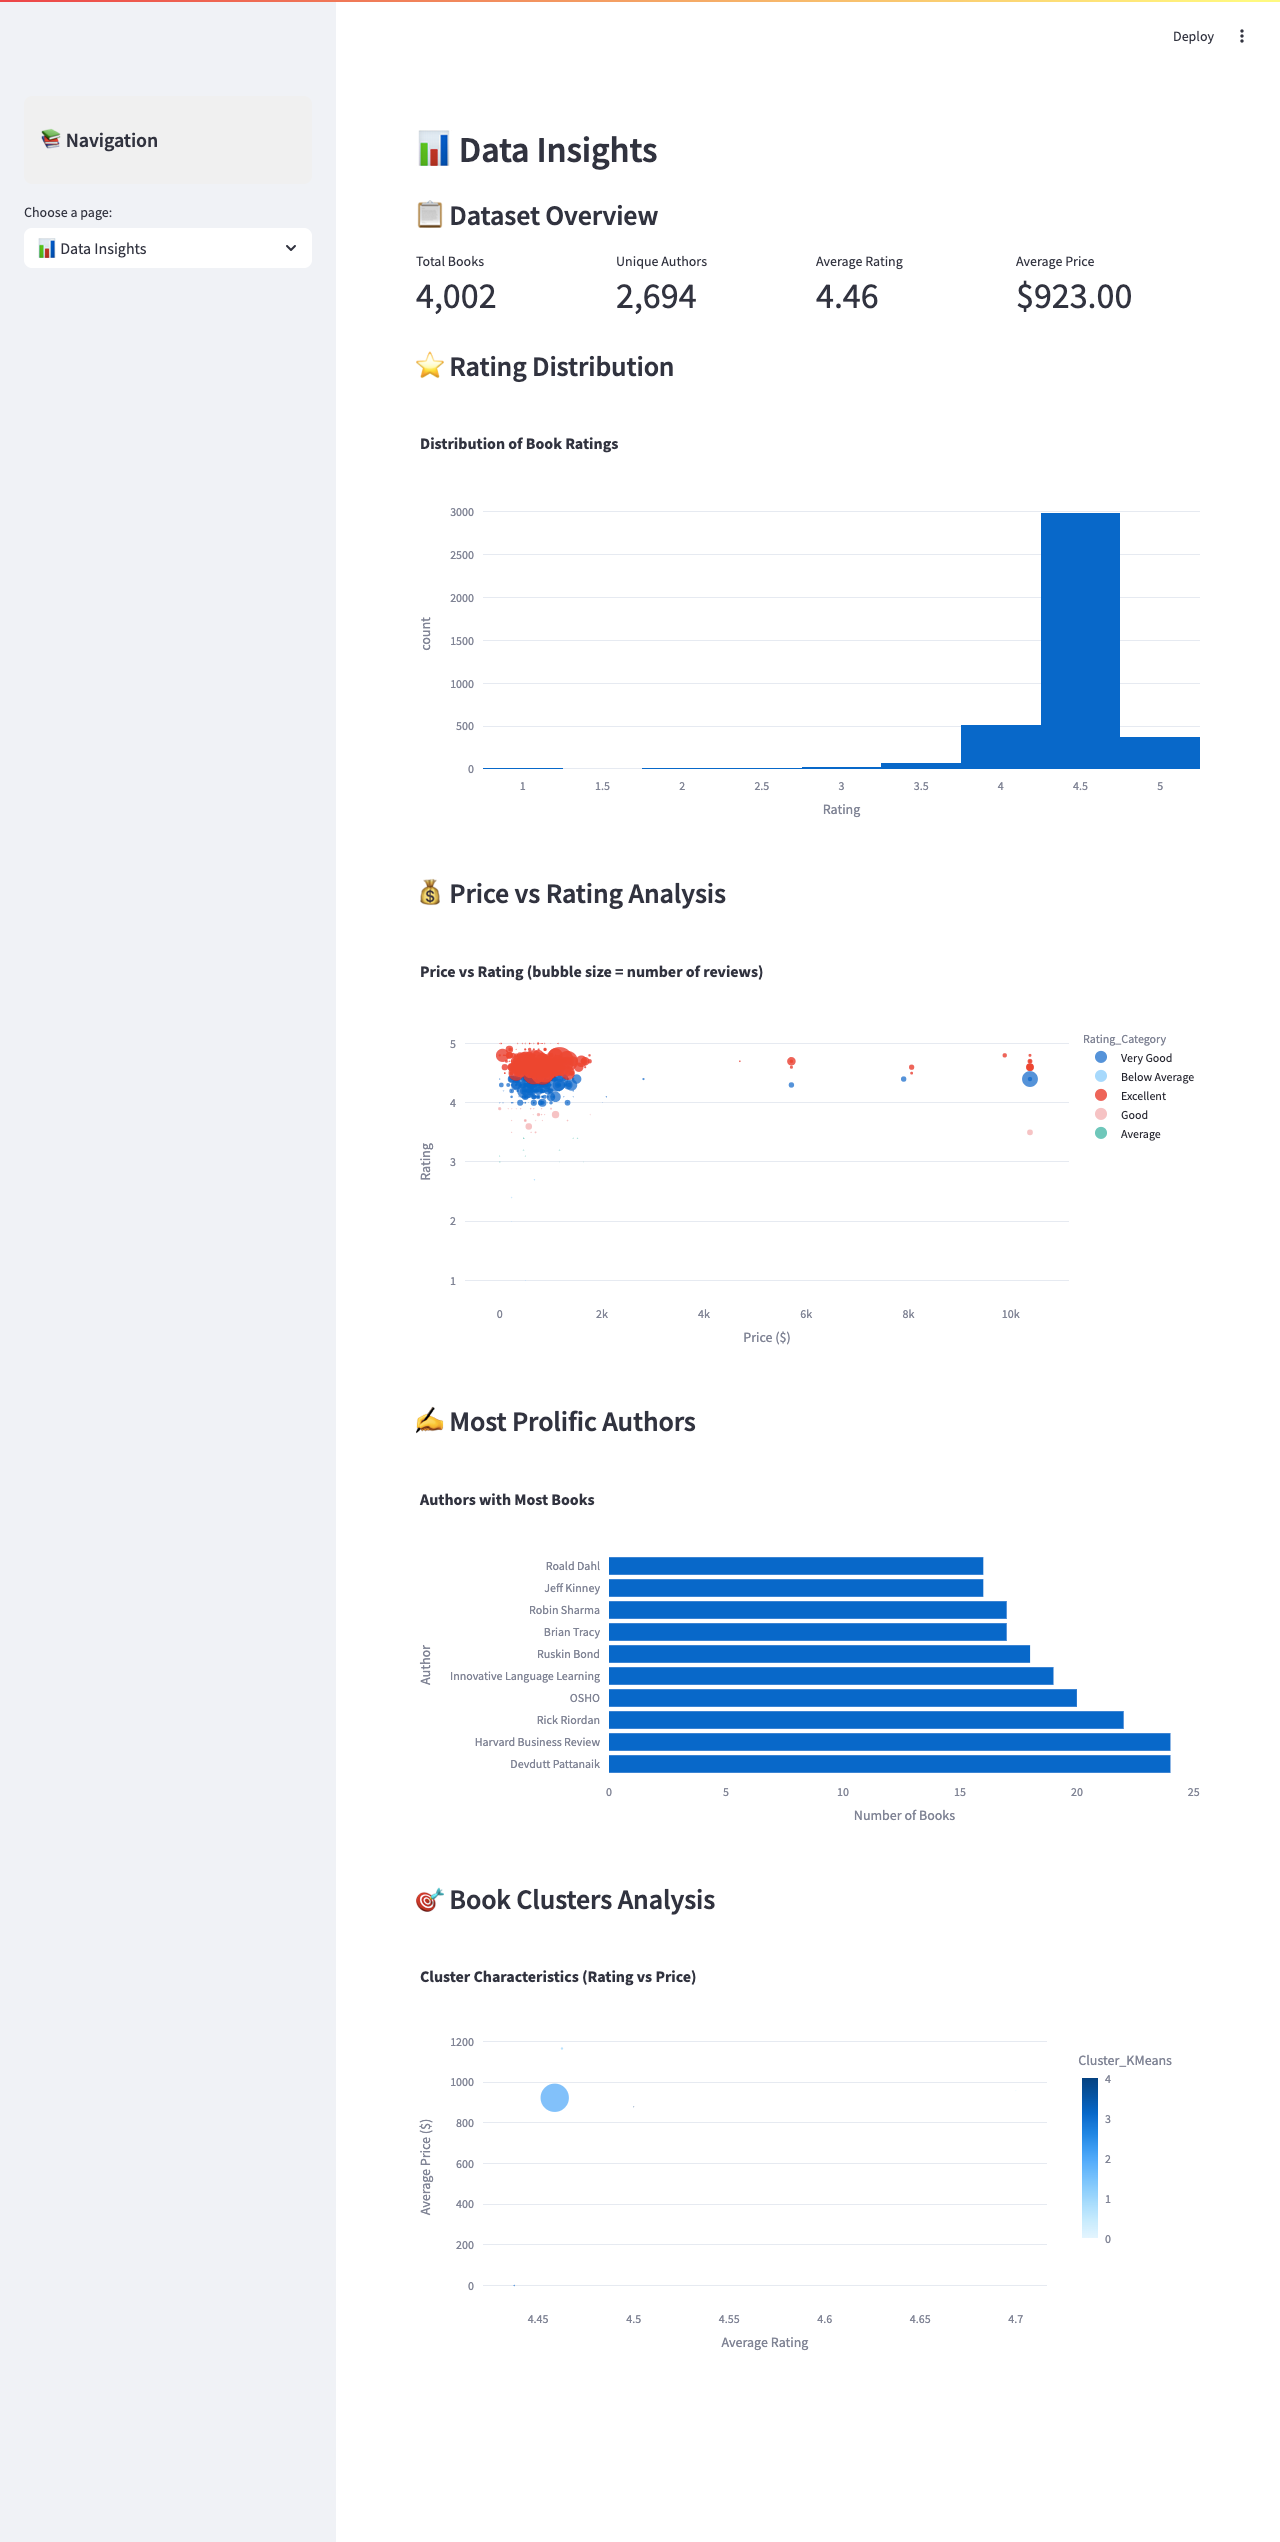 Deploy
📚 Navigation
Choose a page:
📊 Data Insights
📊 Data Insights
📋 Dataset Overview
Total Books Unique Authors Average Rating Average Price
4,002 2,694 4.46 $923.00
⭐ Rating Distribution
Distribution of Book Ratings
3000
2500
2000
1500
1000
500
0
count
1 1.5 2 2.5 3 3.5 4 4.5 5
Rating
💰 Price vs Rating Analysis
Price vs Rating (bubble size = number of reviews)
5
4
3
2
1
Rating
0 2k 4k 6k 8k 10k
Price ($)
Rating_Category
Very Good
Below Average
Excellent
Good
Average
✍️ Most Prolific Authors
Authors with Most Books
Author
Roald Dahl
Jeff Kinney
Robin Sharma
Brian Tracy
Ruskin Bond
Innovative Language Learning
OSHO
Rick Riordan
Harvard Business Review
Devdutt Pattanaik
0 5 10 15 20 25
Number of Books
🎯 Book Clusters Analysis
Cluster Characteristics (Rating vs Price)
1200
1000
800
600
400
200
0
Average Price ($)
4.45 4.5 4.55 4.6 4.65 4.7
Average Rating
Cluster_KMeans
4
3
2
1
0